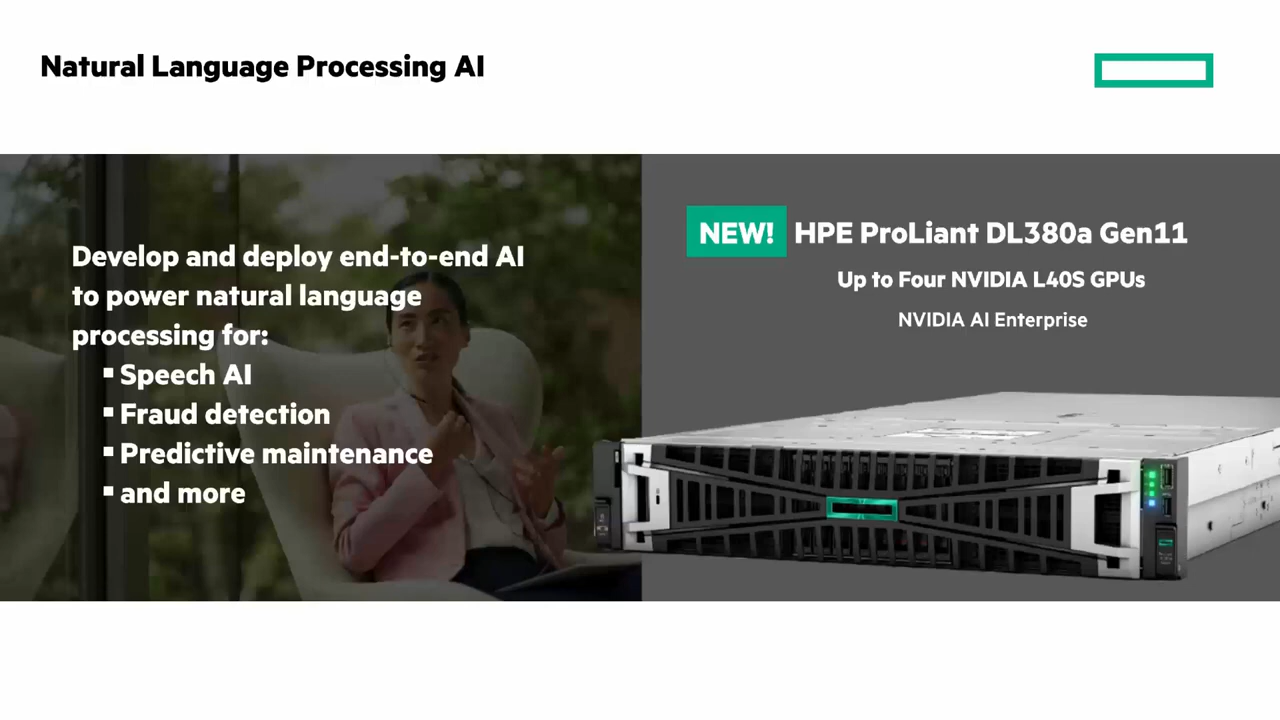 Natural Language Processing AI
Develop and deploy end-to-end AI
to power natural language
processing for:
▪ Speech AI
▪ Fraud detection
▪ Predictive maintenance
▪ and more
NEW! HPE ProLiant DL380a Gen11
Up to Four NVIDIA L40S GPUs
NVIDIA AI Enterprise